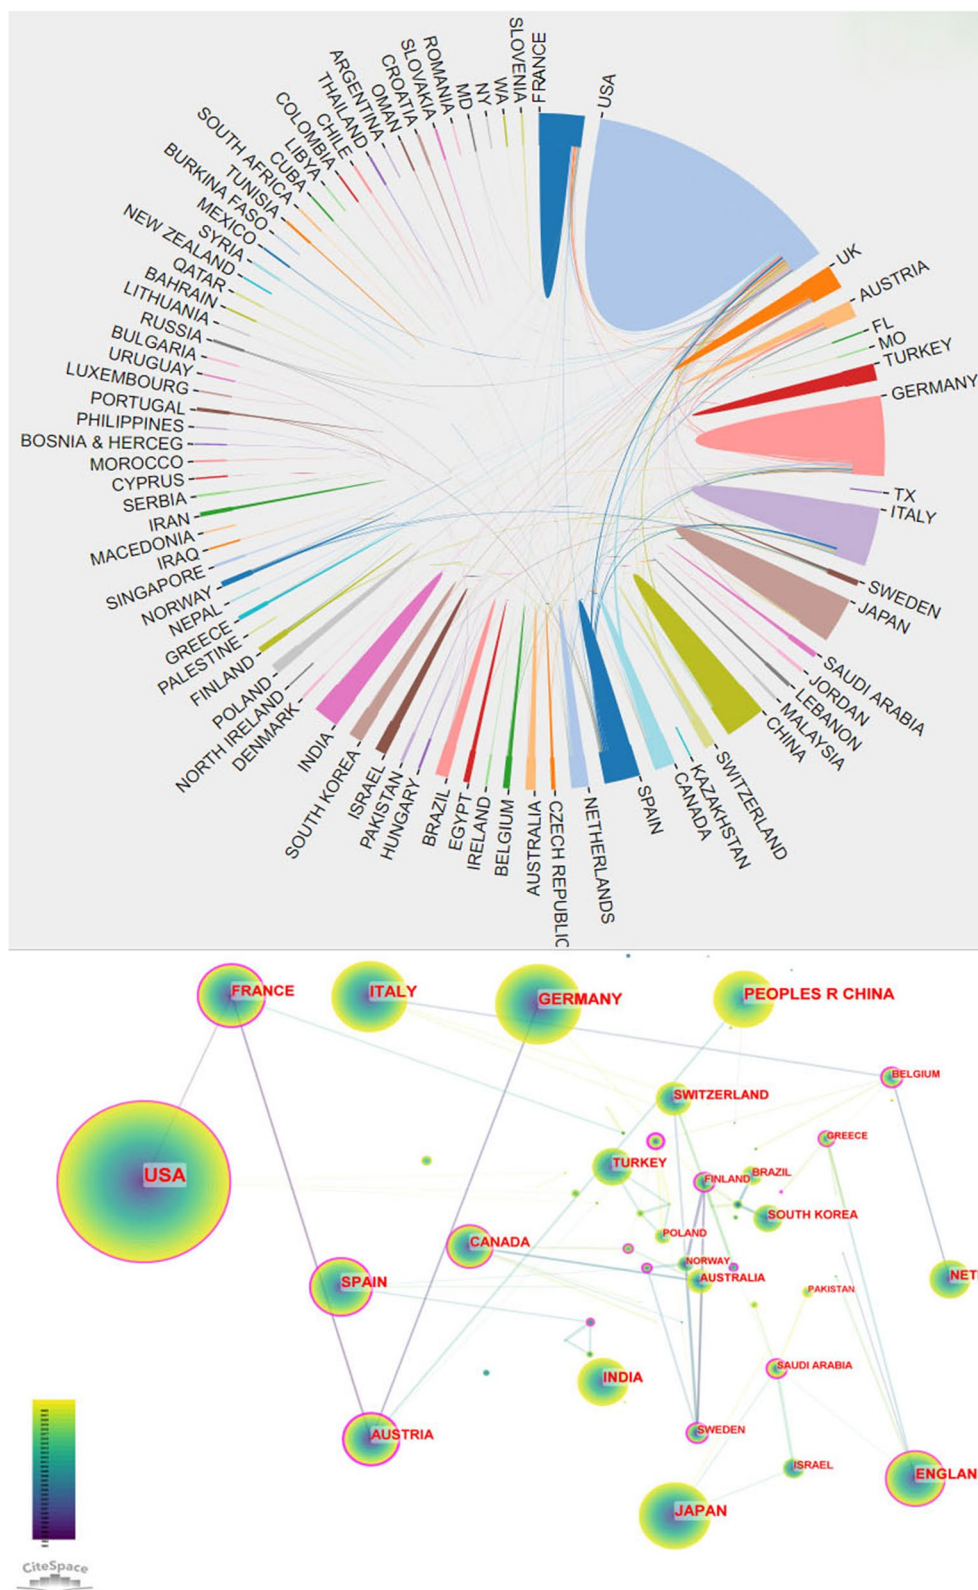 FRANCE
USA
UK
AUSTRIA
FL
MO
TURKEY
GERMANY
TX
ITALY
SWEDEN
JAPAN
SAUDI ARABIA
JORDAN
LEBANON
MALAYSIA
CHINA
SWITZERLAND
KAZAKHSTAN
CANADA
SPAIN
NETHERLANDS
CZECH REPUBLIC
AUSTRALIA
BELGIUM
IRELAND
EGYPT
BRAZIL
HUNGARY
PAKISTAN
ISRAEL
SOUTH KOREA
INDIA
DENMARK
NORTH IRELAND
POLAND
FINLAND
PALESTINE
GREECE
NEPAL
NORWAY
SINGAPORE
IRAQ
MACEDONIA
IRAN
SERBIA
CYPRUS
MOROCCO
BOSNIA & HERCEG
PHILIPPINES
PORTUGAL
LUXEMBOURG
URUGUAY
BULGARIA
RUSSIA
LITHUANIA
BAHRAIN
QATAR
NEW ZEALAND
SYRIA
MEXICO
BURKINA FASO
TUNISIA
SOUTH AFRICA
CUBA
LIBYA
COLOMBIA
CHILE
THAILAND
ARGENTINA
OMAN
CROATIA
SLOVAKIA
ROMANIA
MD
NY
WA
SLOVENIA
FRANCE
ITALY
GERMANY
PEOPLES R CHINA
BELGIUM
SWITZERLAND
GREECE
USA
TURKEY
FINLAND
BRAZIL
SOUTH KOREA
CANADA
POLAND
NORWAY
SPAIN
AUSTRALIA
NET
PAKISTAN
INDIA
SAUDI ARABIA
AUSTRIA
SWEDEN
ISRAEL
ENGLAN
JAPAN
CiteSpace